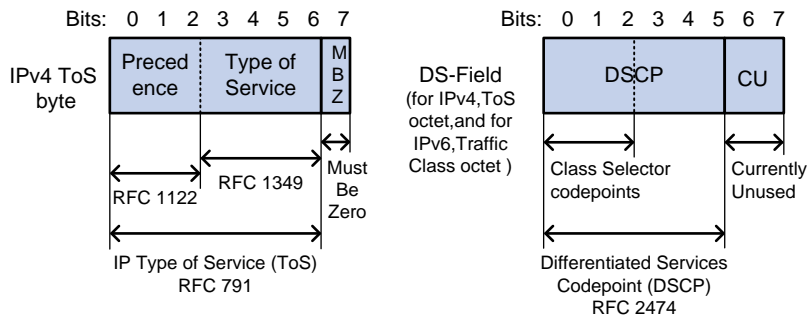 Bits: 0 1 2 3 4 5 6 7
IPv4 ToS
byte
Preced
ence
Type of
Service
M
B
Z
RFC 1122
RFC 1349
Must
Be
Zero
IP Type of Service (ToS)
RFC 791
Bits: 0 1 2 3 4 5 6 7
DS-Field
(for IPv4,ToS
octet,and for
IPv6,Traffic
Class octet )
DSCP
CU
Class Selector
codepoints
Currently
Unused
Differentiated Services
Codepoint (DSCP)
RFC 2474